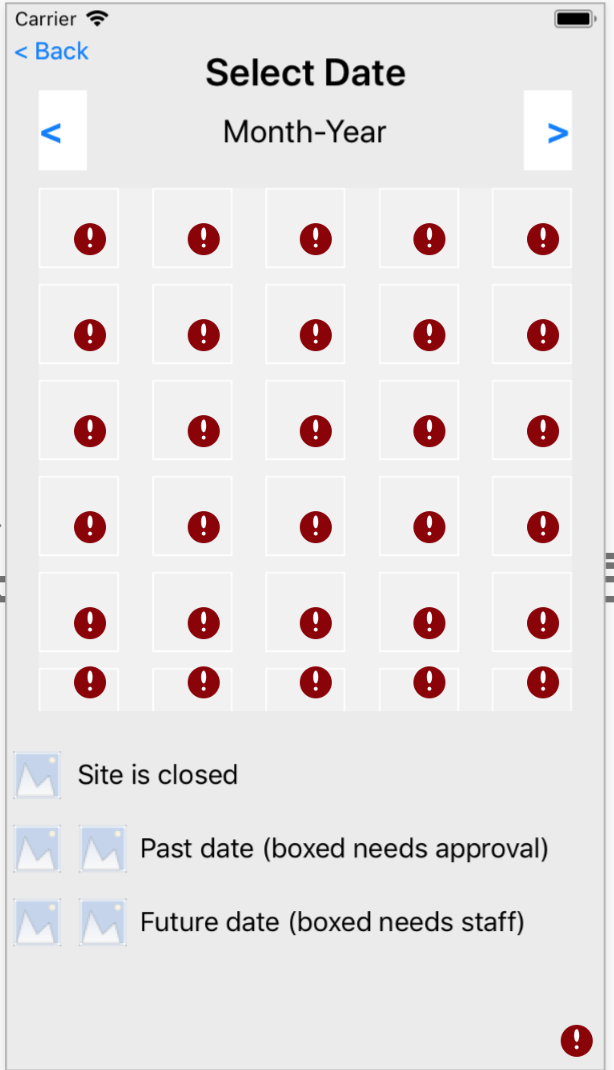 Carrier
< Back
Select Date
< Month-Year >
! ! ! ! !
! ! ! ! !
! ! ! ! !
! ! ! ! !
! ! ! ! !
! ! ! ! !
Site is closed
Past date (boxed needs approval)
Future date (boxed needs staff)
!